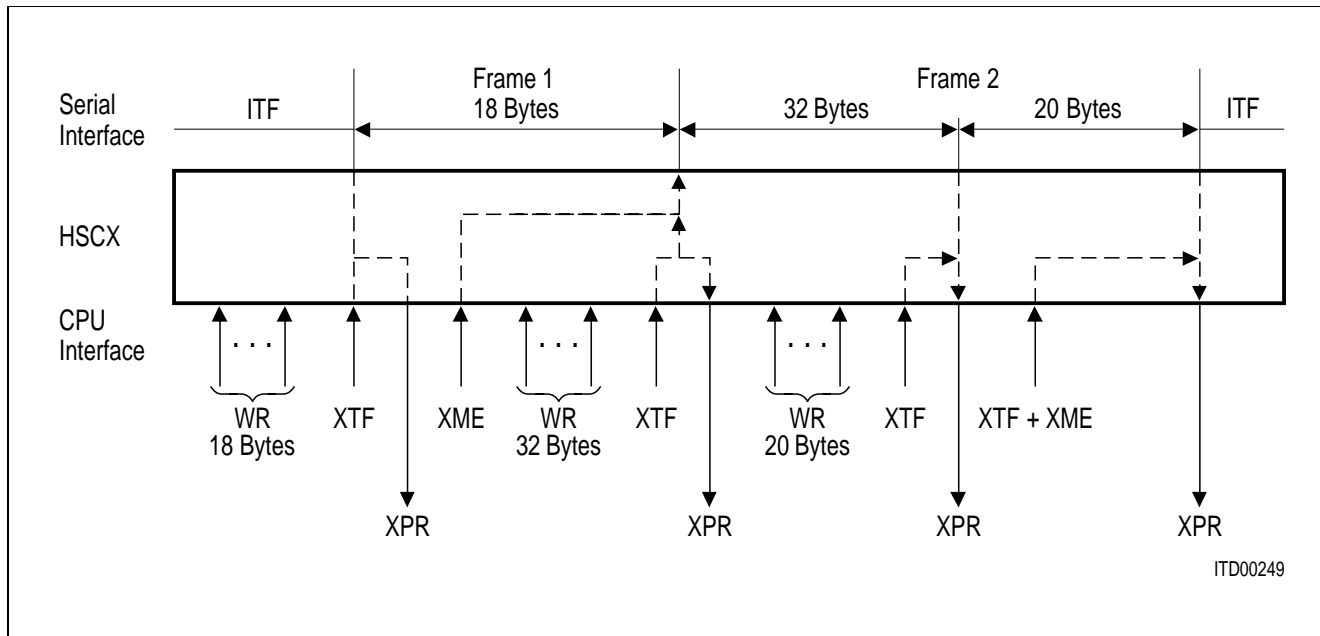 Frame 1
Frame 2
Serial
Interface
ITF
18 Bytes
32 Bytes
20 Bytes
ITF
HSCX
CPU
Interface
. . .
. . .
. . .
WR
18 Bytes
XTF
XME
WR
32 Bytes
XTF
WR
20 Bytes
XTF
XTF + XME
XPR
XPR
XPR
XPR
ITD00249